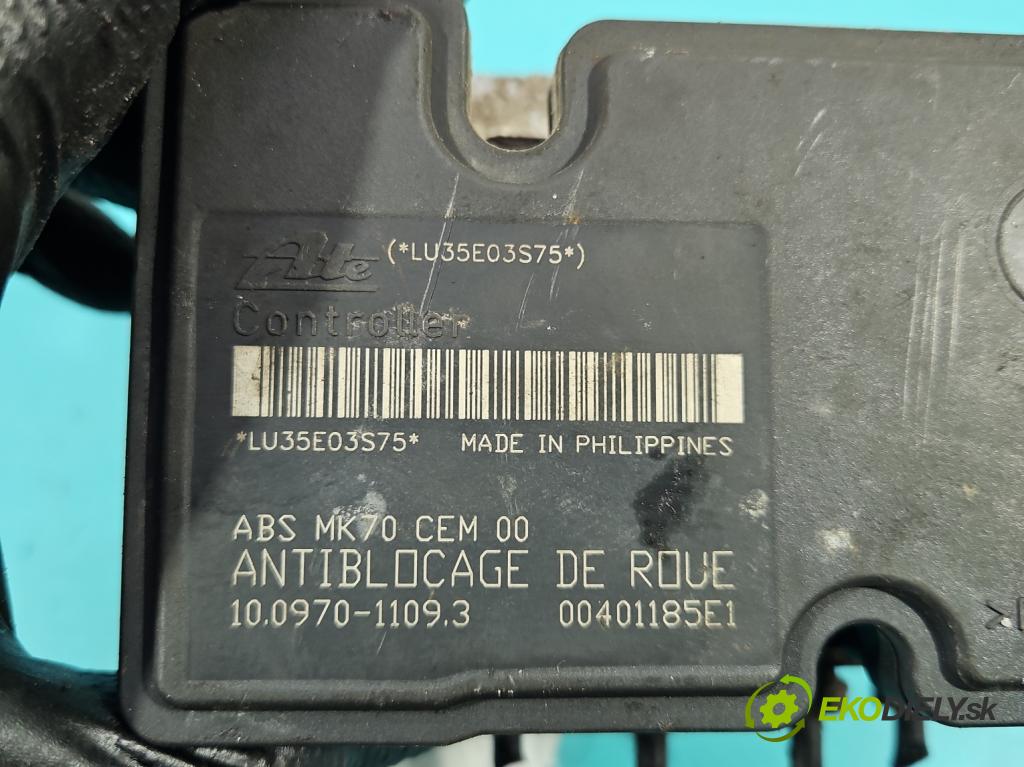 Ate (*LU35E03S75*)
Controller
*LU35E03S75* MADE IN PHILIPPINES
ABS MK70 CEM 00
ANTIBLOCAGE DE ROUE
10.0970-1109.3 00401185E1
EKODIELY.sk